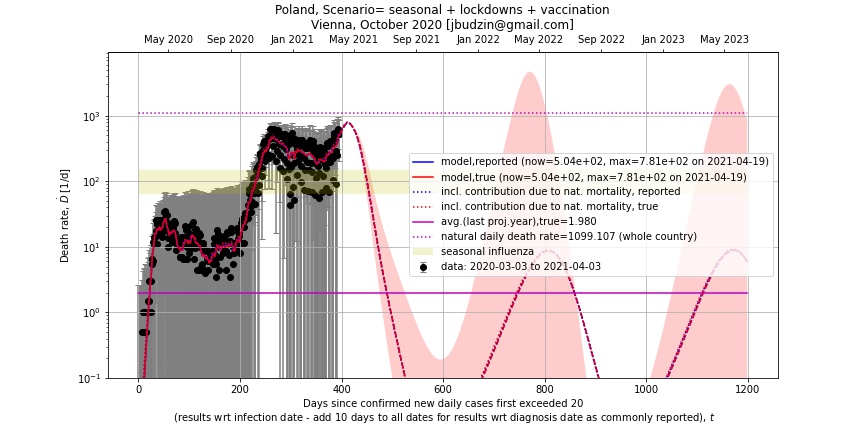 Poland, Scenario= seasonal + lockdowns + vaccination
Vienna, October 2020 [jbudzin@gmail.com]
May 2020 Sep 2020 Jan 2021 May 2021 Sep 2021 Jan 2022 May 2022 Sep 2022 Jan 2023 May 2023
Death rate, Ḋ [1/d]
10³
10²
10¹
10⁰
10⁻¹
model,reported (now=5.04e+02, max=7.81e+02 on 2021-04-19)
model,true (now=5.04e+02, max=7.81e+02 on 2021-04-19)
incl. contribution due to nat. mortality, reported
incl. contribution due to nat. mortality, true
avg.(last proj.year),true=1.980
natural daily death rate=1099.107 (whole country)
seasonal influenza
data: 2020-03-03 to 2021-04-03
0 200 400 600 800 1000 1200
Days since confirmed new daily cases first exceeded 20
(results wrt infection date - add 10 days to all dates for results wrt diagnosis date as commonly reported), t